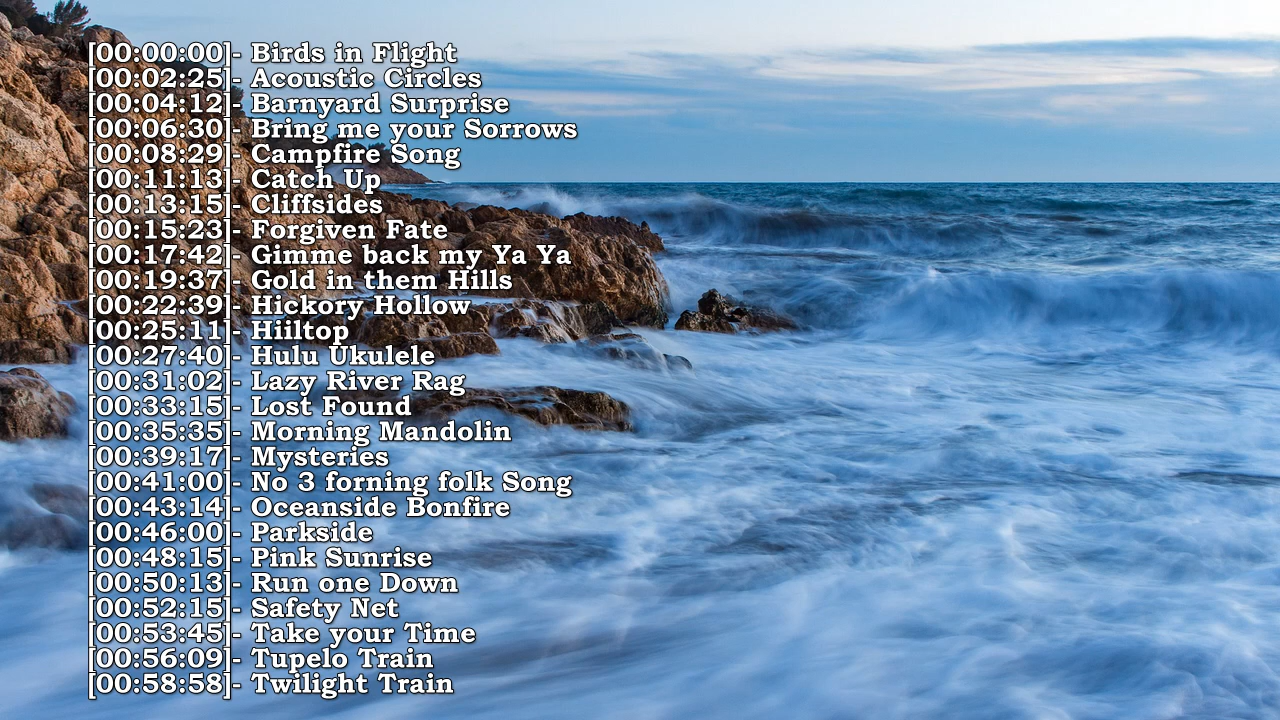 [00:00:00]- Birds in Flight
[00:02:25]- Acoustic Circles
[00:04:12]- Barnyard Surprise
[00:06:30]- Bring me your Sorrows
[00:08:29]- Campfire Song
[00:11:13]- Catch Up
[00:13:15]- Cliffsides
[00:15:23]- Forgiven Fate
[00:17:42]- Gimme back my Ya Ya
[00:19:37]- Gold in them Hills
[00:22:39]- Hickory Hollow
[00:25:11]- Hiiltop
[00:27:40]- Hulu Ukulele
[00:31:02]- Lazy River Rag
[00:33:15]- Lost Found
[00:35:35]- Morning Mandolin
[00:39:17]- Mysteries
[00:41:00]- No 3 forning folk Song
[00:43:14]- Oceanside Bonfire
[00:46:00]- Parkside
[00:48:15]- Pink Sunrise
[00:50:13]- Run one Down
[00:52:15]- Safety Net
[00:53:45]- Take your Time
[00:56:09]- Tupelo Train
[00:58:58]- Twilight Train